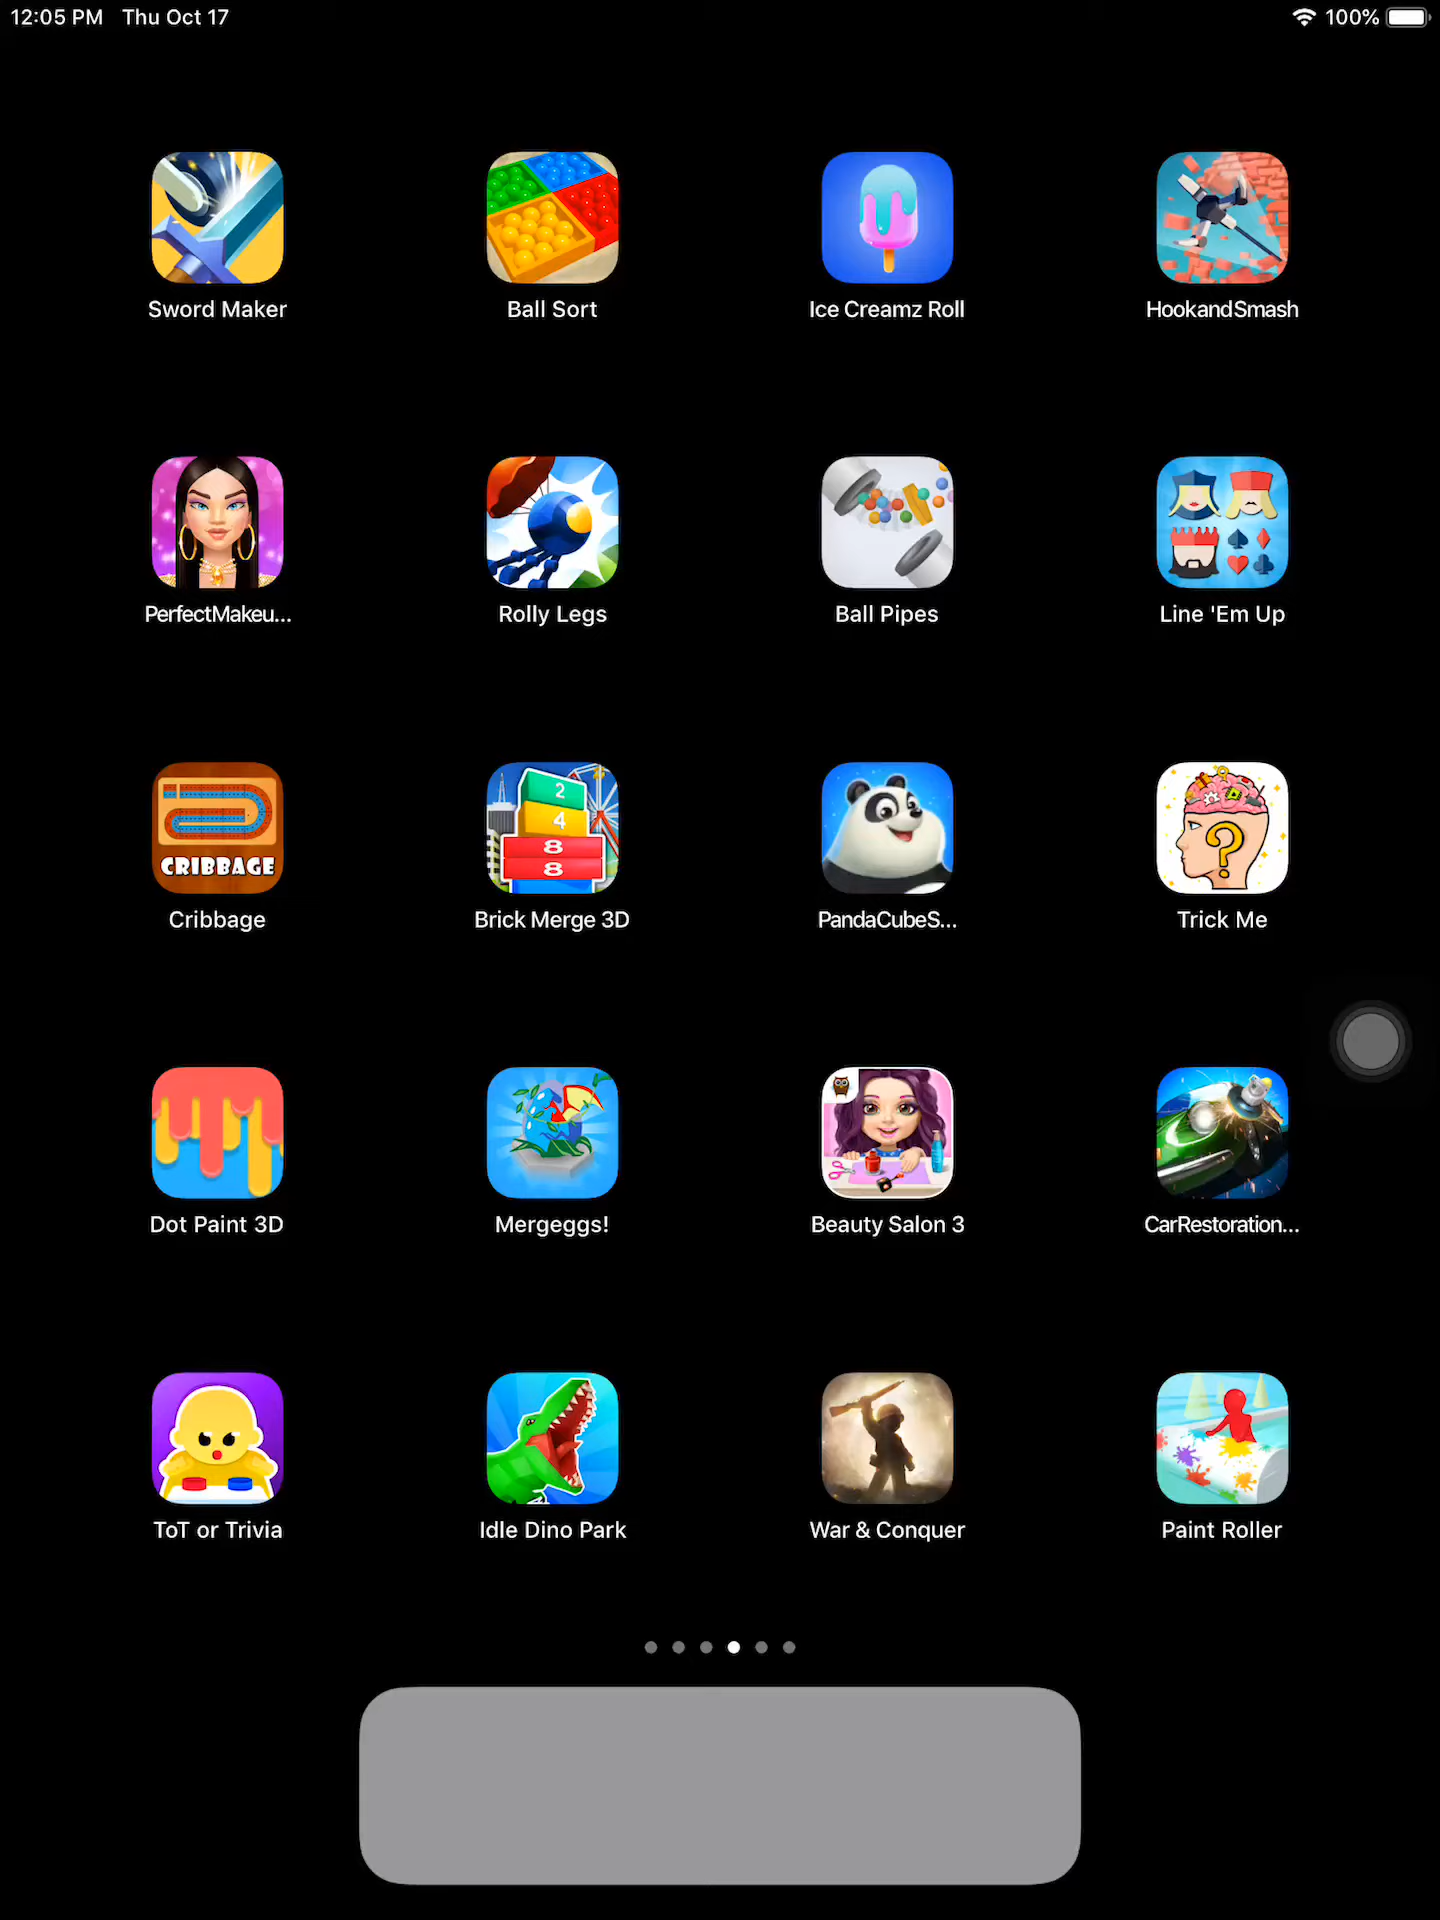 12:05 PM Thu Oct 17 100%
Sword Maker
Ball Sort
Ice Creamz Roll
HookandSmash
PerfectMakeu...
Rolly Legs
Ball Pipes
Line 'Em Up
CRIBBAGE
2
4
8
8
Cribbage
Brick Merge 3D
PandaCubeS...
?
Trick Me
Dot Paint 3D
Mergeggs!
Beauty Salon 3
CarRestoration...
ToT or Trivia
Idle Dino Park
War & Conquer
Paint Roller